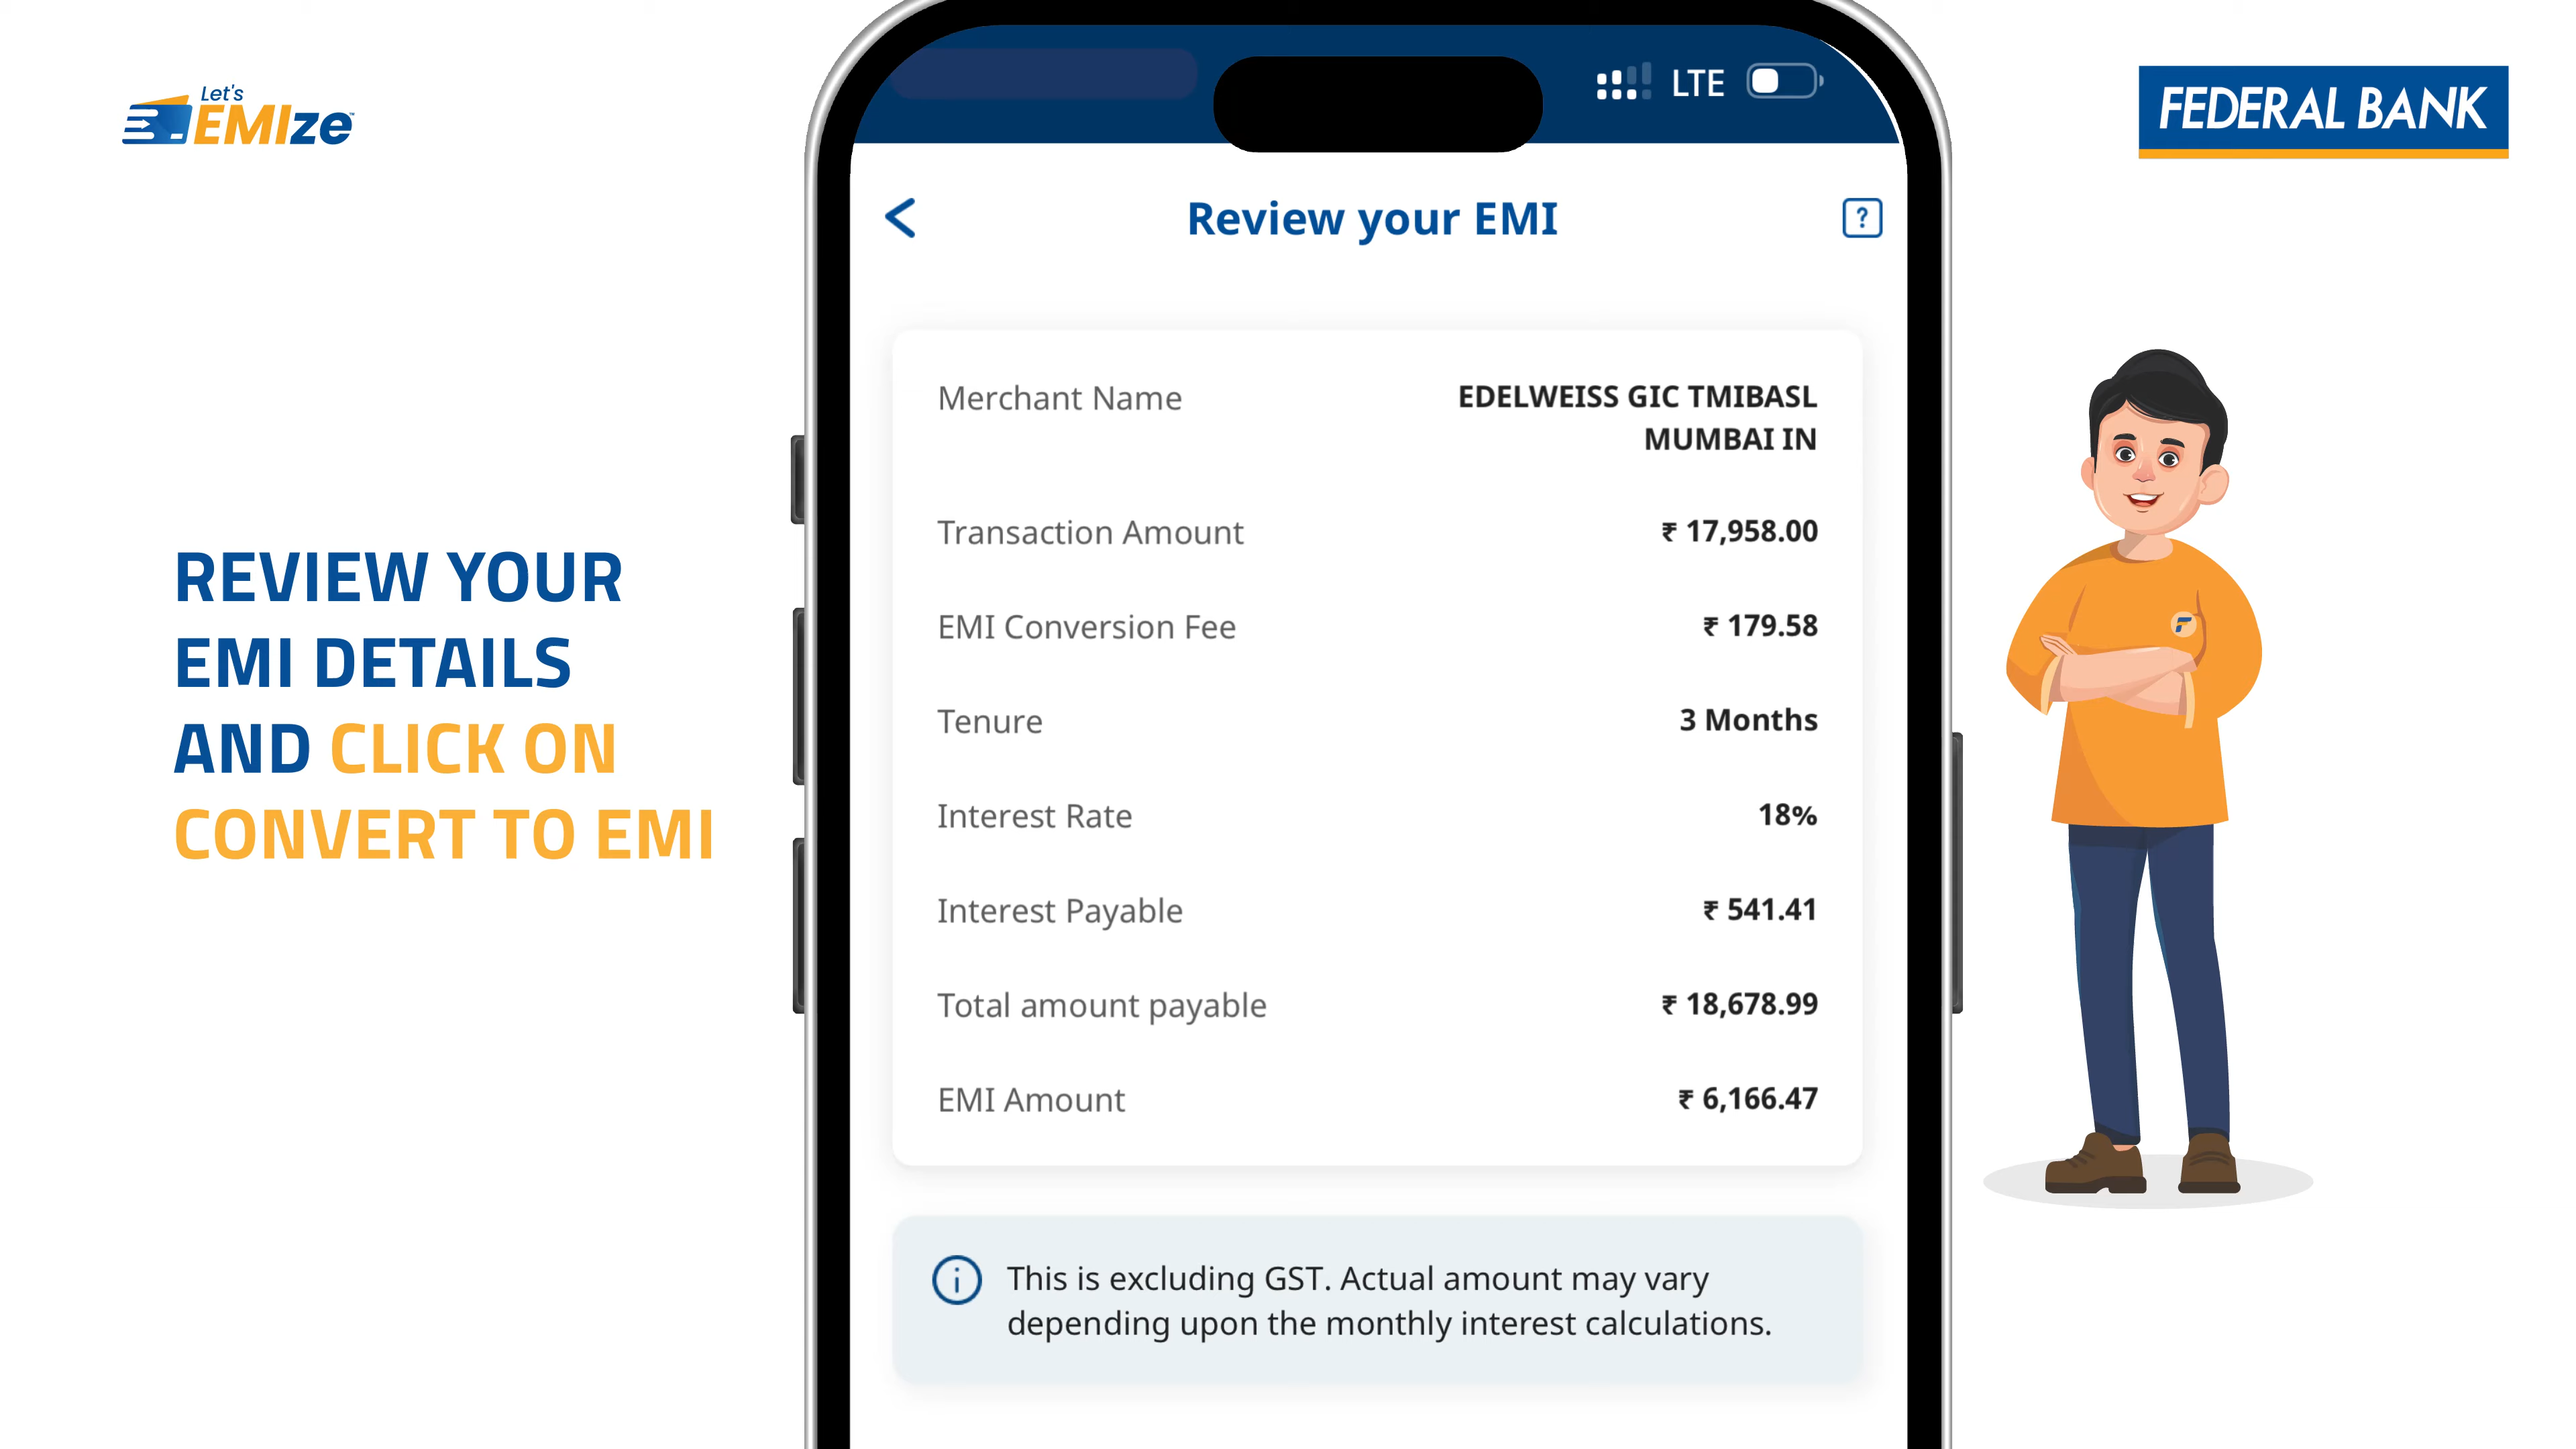 Let's
EMIze
FEDERAL BANK
LTE
Review your EMI
?
Merchant Name EDELWEISS GIC TMIBASL
MUMBAI IN
Transaction Amount ₹ 17,958.00
EMI Conversion Fee ₹ 179.58
Tenure 3 Months
Interest Rate 18%
Interest Payable ₹ 541.41
Total amount payable ₹ 18,678.99
EMI Amount ₹ 6,166.47
This is excluding GST. Actual amount may vary
depending upon the monthly interest calculations.
REVIEW YOUR
EMI DETAILS
AND CLICK ON
CONVERT TO EMI